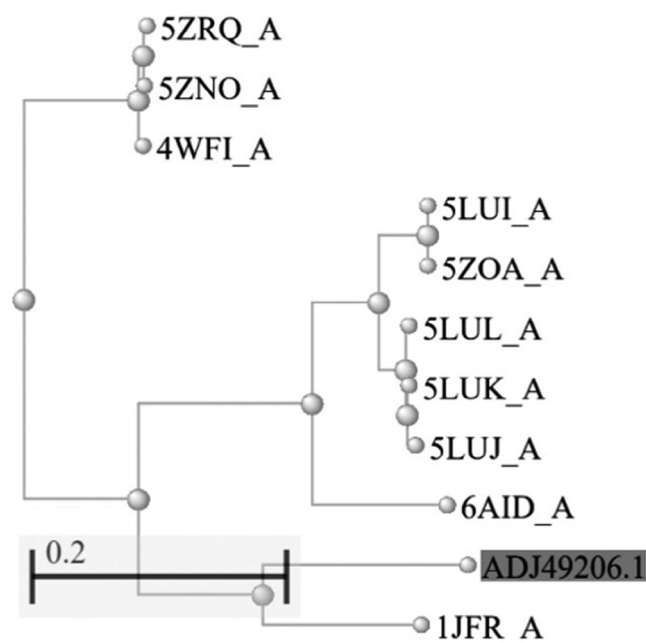 5ZRQ_A
5ZNO_A
4WFI_A
5LUI_A
5ZOA_A
5LUL_A
5LUK_A
5LUJ_A
6AID_A
0.2
ADJ49206.1
1JFR_A